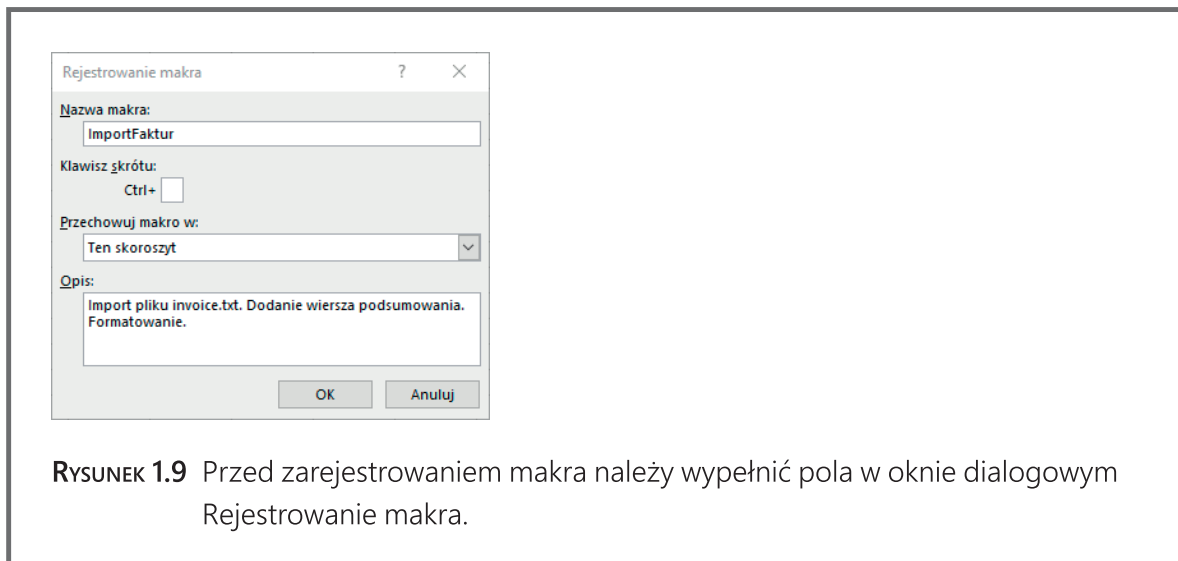 Rejestrowanie makra ?
Nazwa makra:
ImportFaktur
Klawisz skrótu:
Ctrl+
Przechowuj makro w:
Ten skoroszyt
Opis:
Import pliku invoice.txt. Dodanie wiersza podsumowania.
Formatowanie.
OK Anuluj
RYSUNEK 1.9 Przed zarejestrowaniem makra należy wypełnić pola w oknie dialogowym
Rejestrowanie makra.